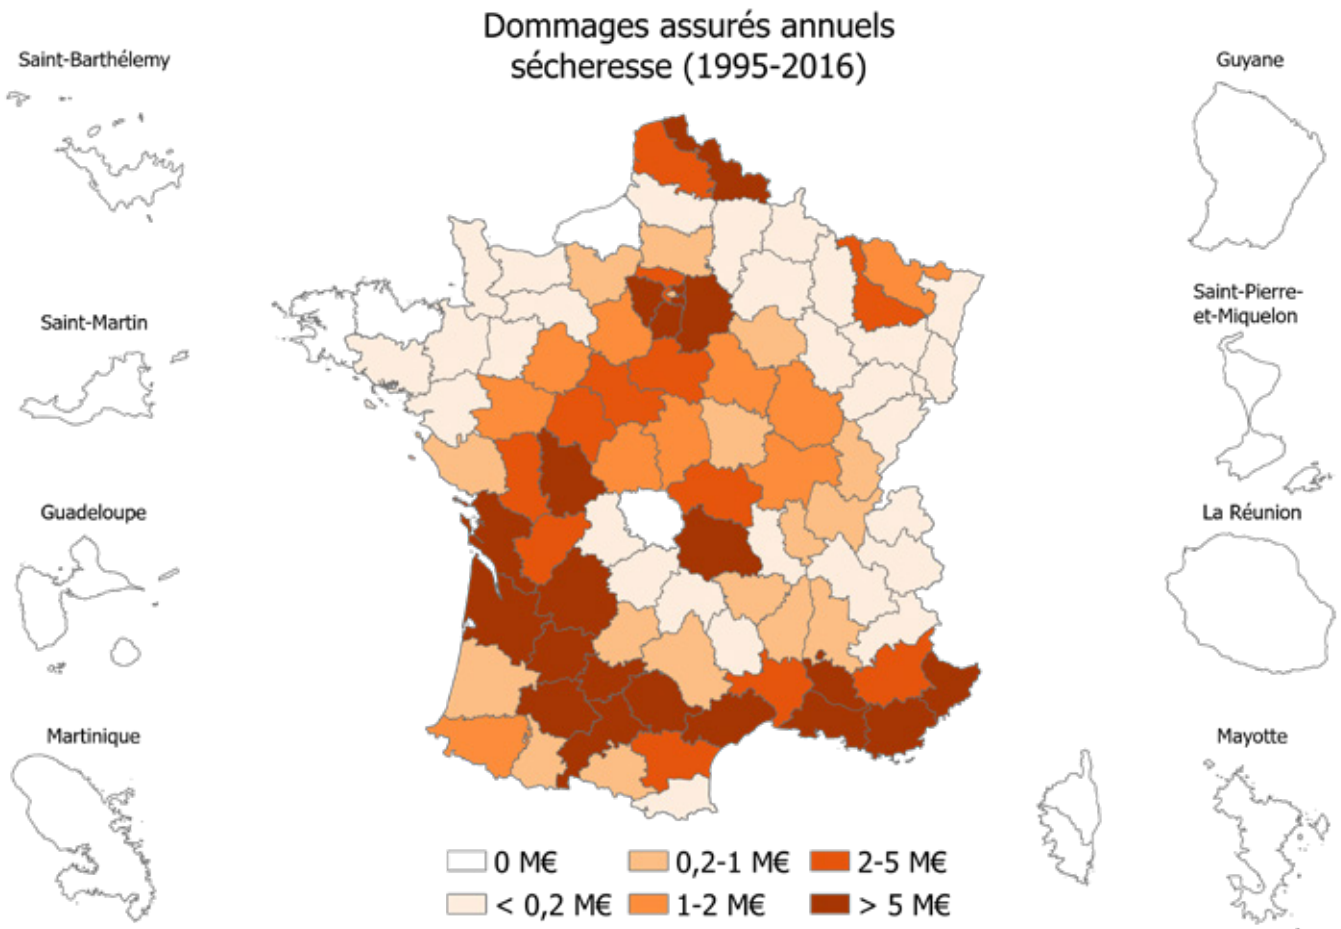 Dommages assurés annuels
sécheresse (1995-2016)
Saint-Barthélemy
Guyane
Saint-Martin
Saint-Pierre-
et-Miquelon
Guadeloupe
La Réunion
Martinique
Mayotte
0 M€
0,2-1 M€
2-5 M€
< 0,2 M€
1-2 M€
> 5 M€